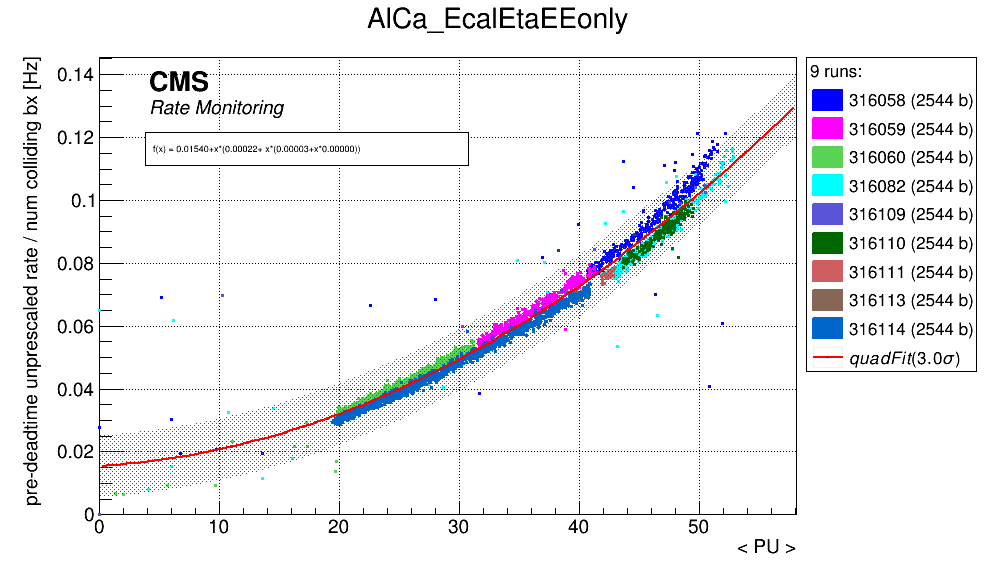 AlCa_EcalEtaEEonly
pre-deadtime unprescaled rate / num colliding bx [Hz]
0.14
0.12
0.1
0.08
0.06
0.04
0.02
0
CMS
Rate Monitoring
f(x) = 0.01540+x*(0.00022+ x*(0.00003+x*0.00000))
0 10 20 30 40 50
< PU >
9 runs:
316058 (2544 b)
316059 (2544 b)
316060 (2544 b)
316082 (2544 b)
316109 (2544 b)
316110 (2544 b)
316111 (2544 b)
316113 (2544 b)
316114 (2544 b)
quadFit(3.0σ)